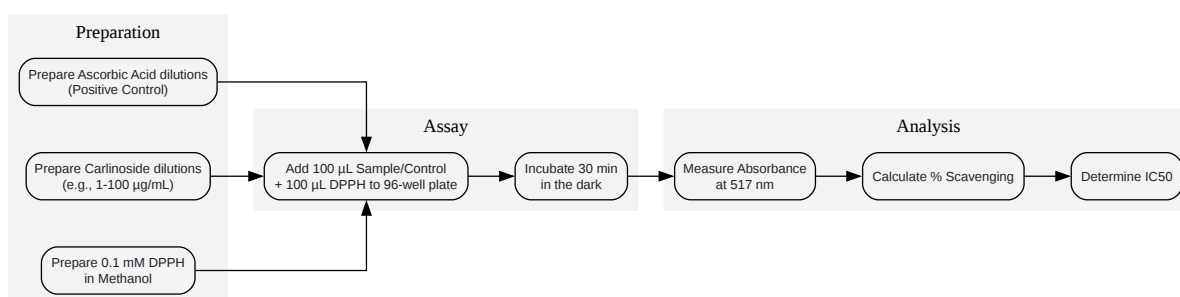 Preparation
Prepare Ascorbic Acid dilutions
(Positive Control)
Prepare Carlinoside dilutions
(e.g., 1-100 µg/mL)
Prepare 0.1 mM DPPH
in Methanol
Assay
Add 100 µL Sample/Control
+ 100 µL DPPH to 96-well plate
Incubate 30 min
in the dark
Analysis
Measure Absorbance
at 517 nm
Calculate % Scavenging
Determine IC50